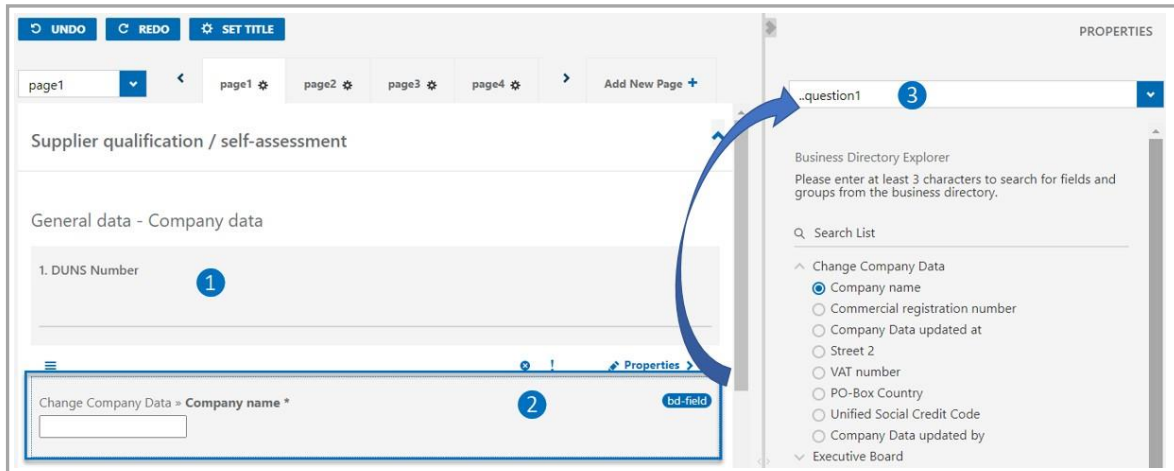 UNDO
REDO
SET TITLE
page1
page1
page2
page3
page4
Add New Page +
Supplier qualification / self-assessment
General data - Company data
1. DUNS Number
1
! Properties
Change Company Data » Company name *
2
bd-field
PROPERTIES
..question1
3
Business Directory Explorer
Please enter at least 3 characters to search for fields and
groups from the business directory.
Search List
Change Company Data
Company name
Commercial registration number
Company Data updated at
Street 2
VAT number
PO-Box Country
Unified Social Credit Code
Company Data updated by
Executive Board